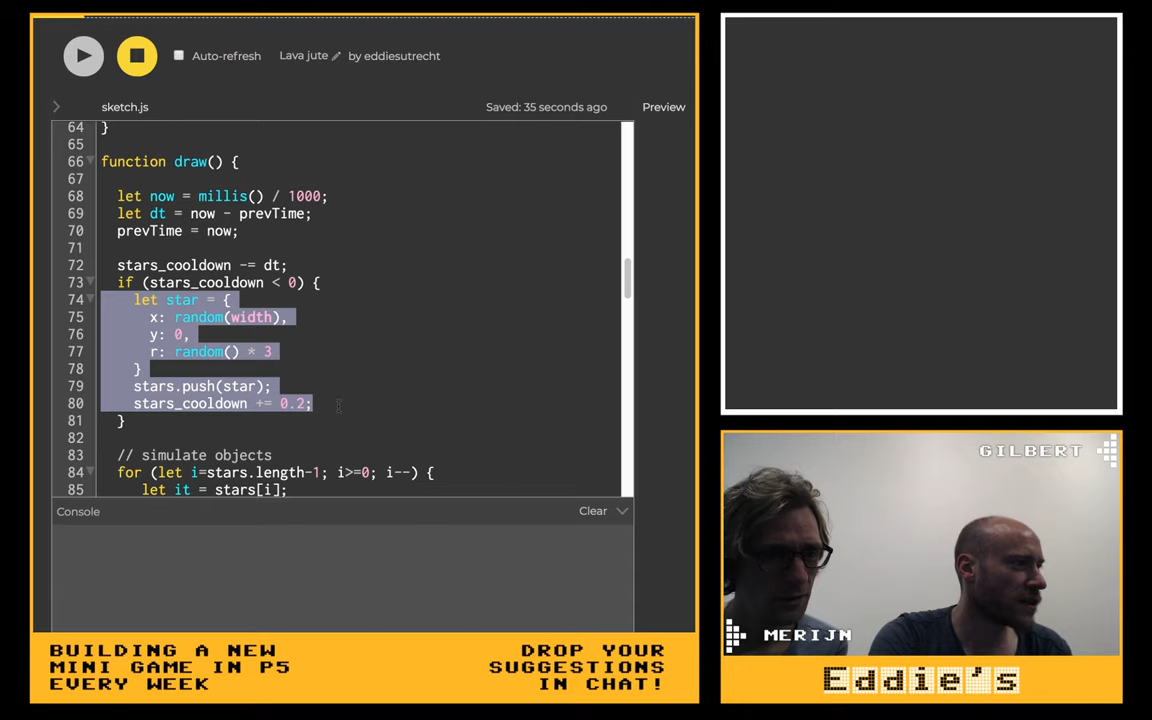 Auto-refresh
Lava jute
by eddiesutrecht
sketch.js
Saved: 35 seconds ago
Preview
64 }
65
66 function draw() {
67
68 let now = millis() / 1000;
69 let dt = now - prevTime;
70 prevTime = now;
71
72 stars_cooldown -= dt;
73 if (stars_cooldown < 0) {
74 let star = {
75 x: random(width),
76 y: 0,
77 r: random() * 3
78 }
79 stars.push(star);
80 stars_cooldown += 0.2;
81 }
82
83 // simulate objects
84 for (let i=stars.length-1; i>=0; i--) {
85 let it = stars[i];
Console
Clear
GILBERT
MERIJN
BUILDING A NEW
MINI GAME IN P5
EVERY WEEK
DROP YOUR
SUGGESTIONS
IN CHAT!
Eddie's